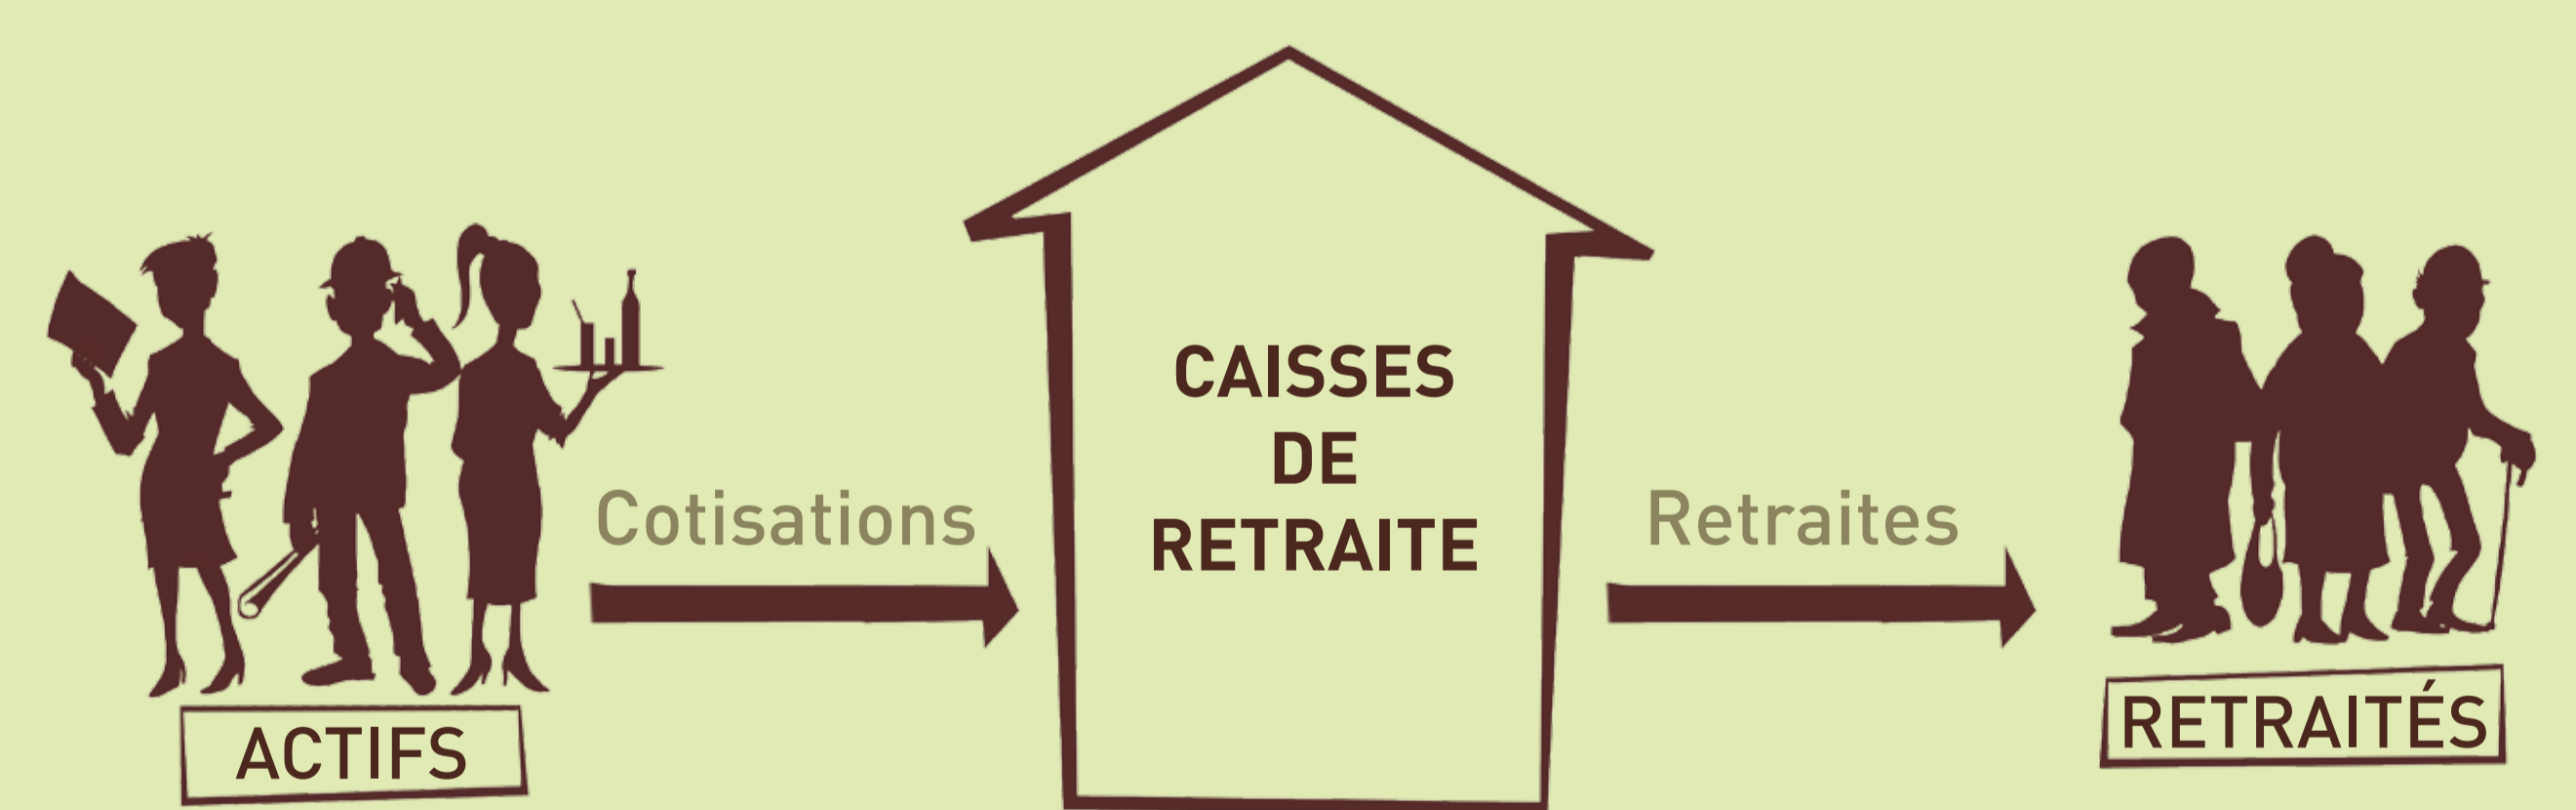 ACTIFS
Cotisations
CAISSES
DE
RETRAITE
Retraites
RETRAITÉS